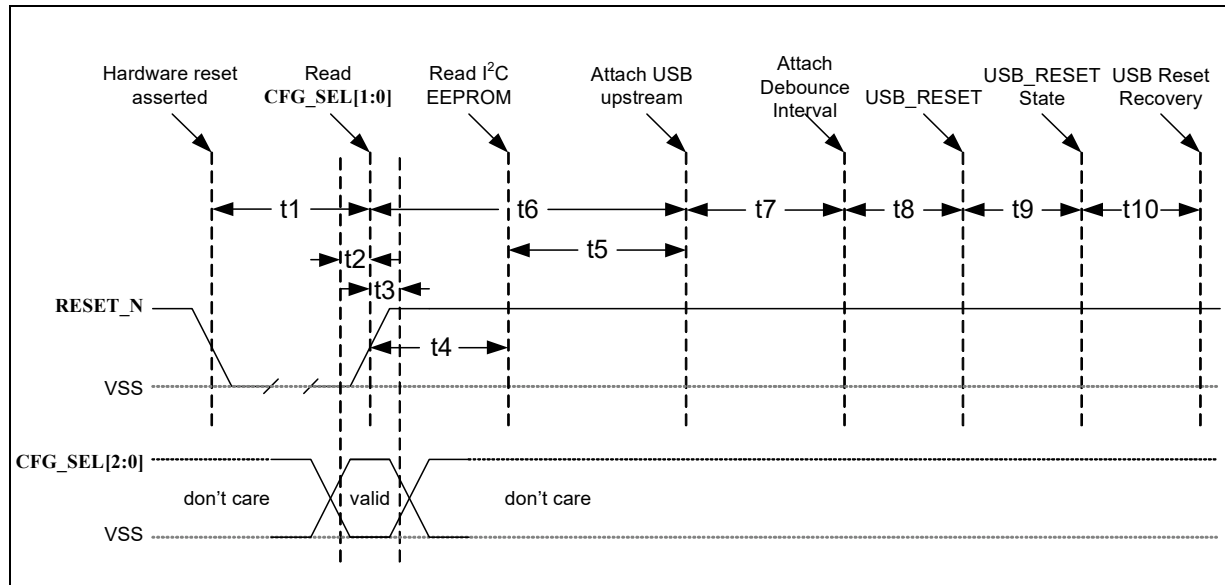 Hardware reset
asserted
Read
CFG_SEL[1:0]
Read I²C
EEPROM
Attach USB
upstream
Attach
Debounce
Interval
USB_RESET
USB_RESET
State
USB Reset
Recovery
t1
t6
t7
t8
t9
t10
t2
t5
t3
RESET_N
t4
VSS
CFG_SEL[2:0]
don't care
valid
don't care
VSS